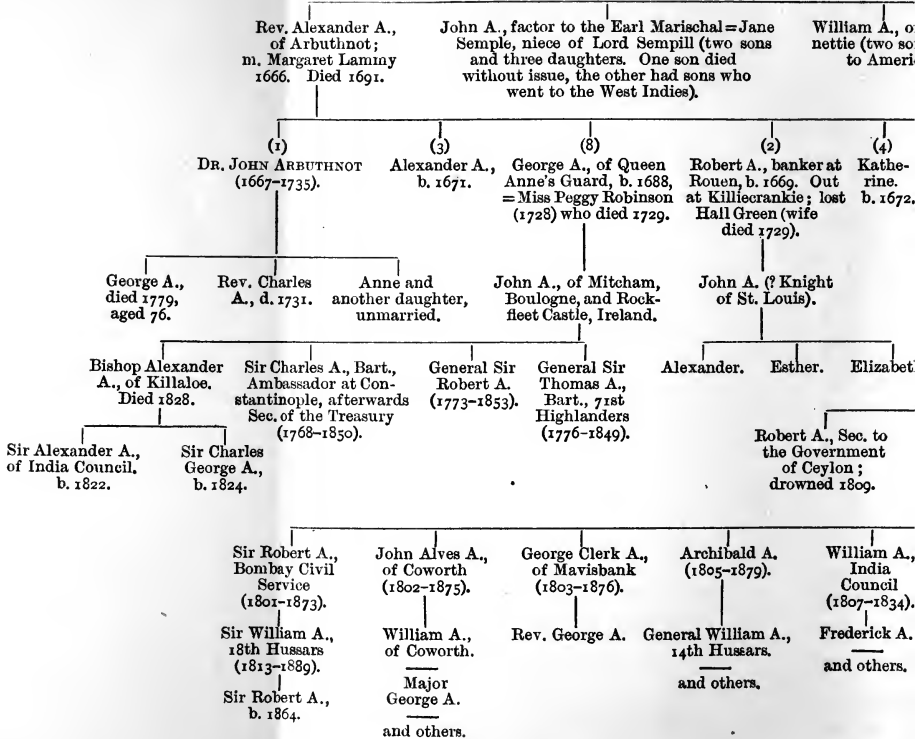 Rev. Alexander A.,
of Arbuthnot;
m. Margaret Lammy
1666. Died 1691.
John A., factor to the Earl Marischal=Jane
Semple, niece of Lord Sempill (two sons
and three daughters. One son died
without issue, the other had sons who
went to the West Indies).
William A., o
nettie (two so
to Ameri
(1)
DR. JOHN ARBUTHNOT
(1667–1735).
(3)
Alexander A.,
b. 1671.
(8)
George A., of Queen
Anne's Guard, b. 1688,
=Miss Peggy Robinson
(1728) who died 1729.
(2)
Robert A., banker at
Rouen, b. 1669. Out
at Killiecrankie; lost
Hall Green (wife
died 1729).
(4)
Kathe-
rine.
b. 1672.
George A.,
died 1779,
aged 76.
Rev. Charles
A., d. 1731.
Anne and
another daughter,
unmarried.
John A., of Mitcham,
Boulogne, and Rock-
fleet Castle, Ireland.
John A. (? Knight
of St. Louis).
Bishop Alexander
A., of Killaloe.
Died 1828.
Sir Charles A., Bart.,
Ambassador at Con-
stantinople, afterwards
Sec. of the Treasury
(1768–1850).
General Sir
Robert A.
(1773–1853).
General Sir
Thomas A.,
Bart., 71st
Highlanders
(1776–1849).
Alexander.
Esther.
Elizabeth
Sir Alexander A.,
of India Council.
b. 1822.
Sir Charles
George A.,
b. 1824.
Robert A., Sec. to
the Government
of Ceylon;
drowned 1809.
Sir Robert A.,
Bombay Civil
Service
(1801–1873).
John Alves A.,
of Coworth
(1802–1875).
George Clerk A.,
of Mavisbank
(1803–1876).
Archibald A.
(1805–1879).
William A.,
India
Council
(1807–1834).
Sir William A.,
18th Hussars
(1813–1889).
William A.,
of Coworth.
Rev. George A.
General William A.,
14th Hussars.
Frederick A.
Sir Robert A.,
b. 1864.
Major
George A.
and others.
and others.
and others.